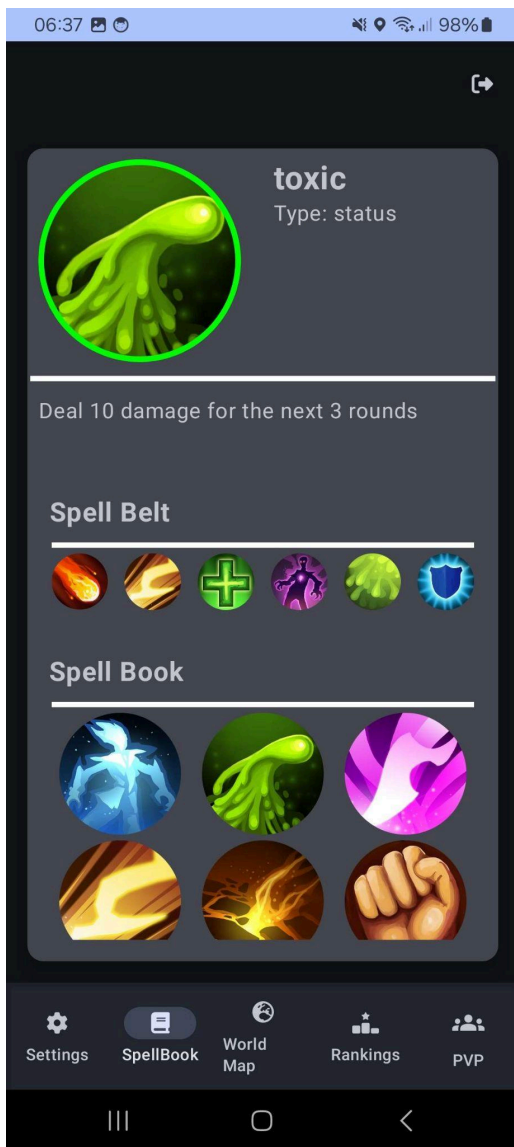 06:37
98%
toxic
Type: status
Deal 10 damage for the next 3 rounds
Spell Belt
Spell Book
Settings
SpellBook
World
Map
Rankings
PVP